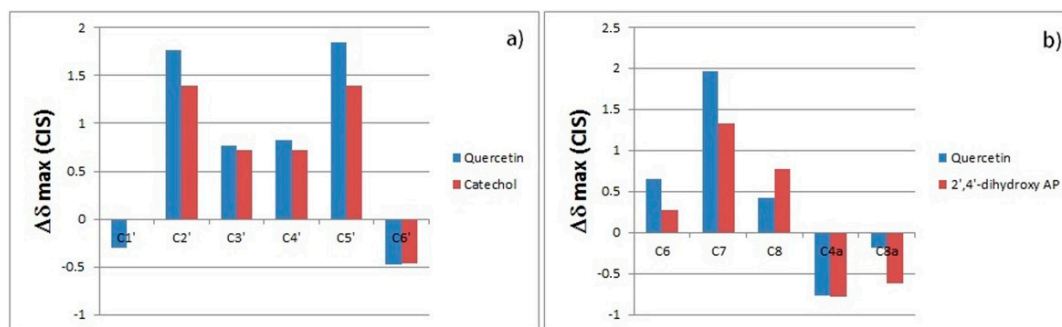 a)
2
1.5
1
0.5
0
-0.5
-1
Δδ max (CIS)
C1' C2' C3' C4' C5' C6'
Quercetin
Catechol
b)
2.5
2
1.5
1
0.5
0
-0.5
-1
Δδ max (CIS)
C6 C7 C8 C4a C8a
Quercetin
2',4'-dihydroxy AP